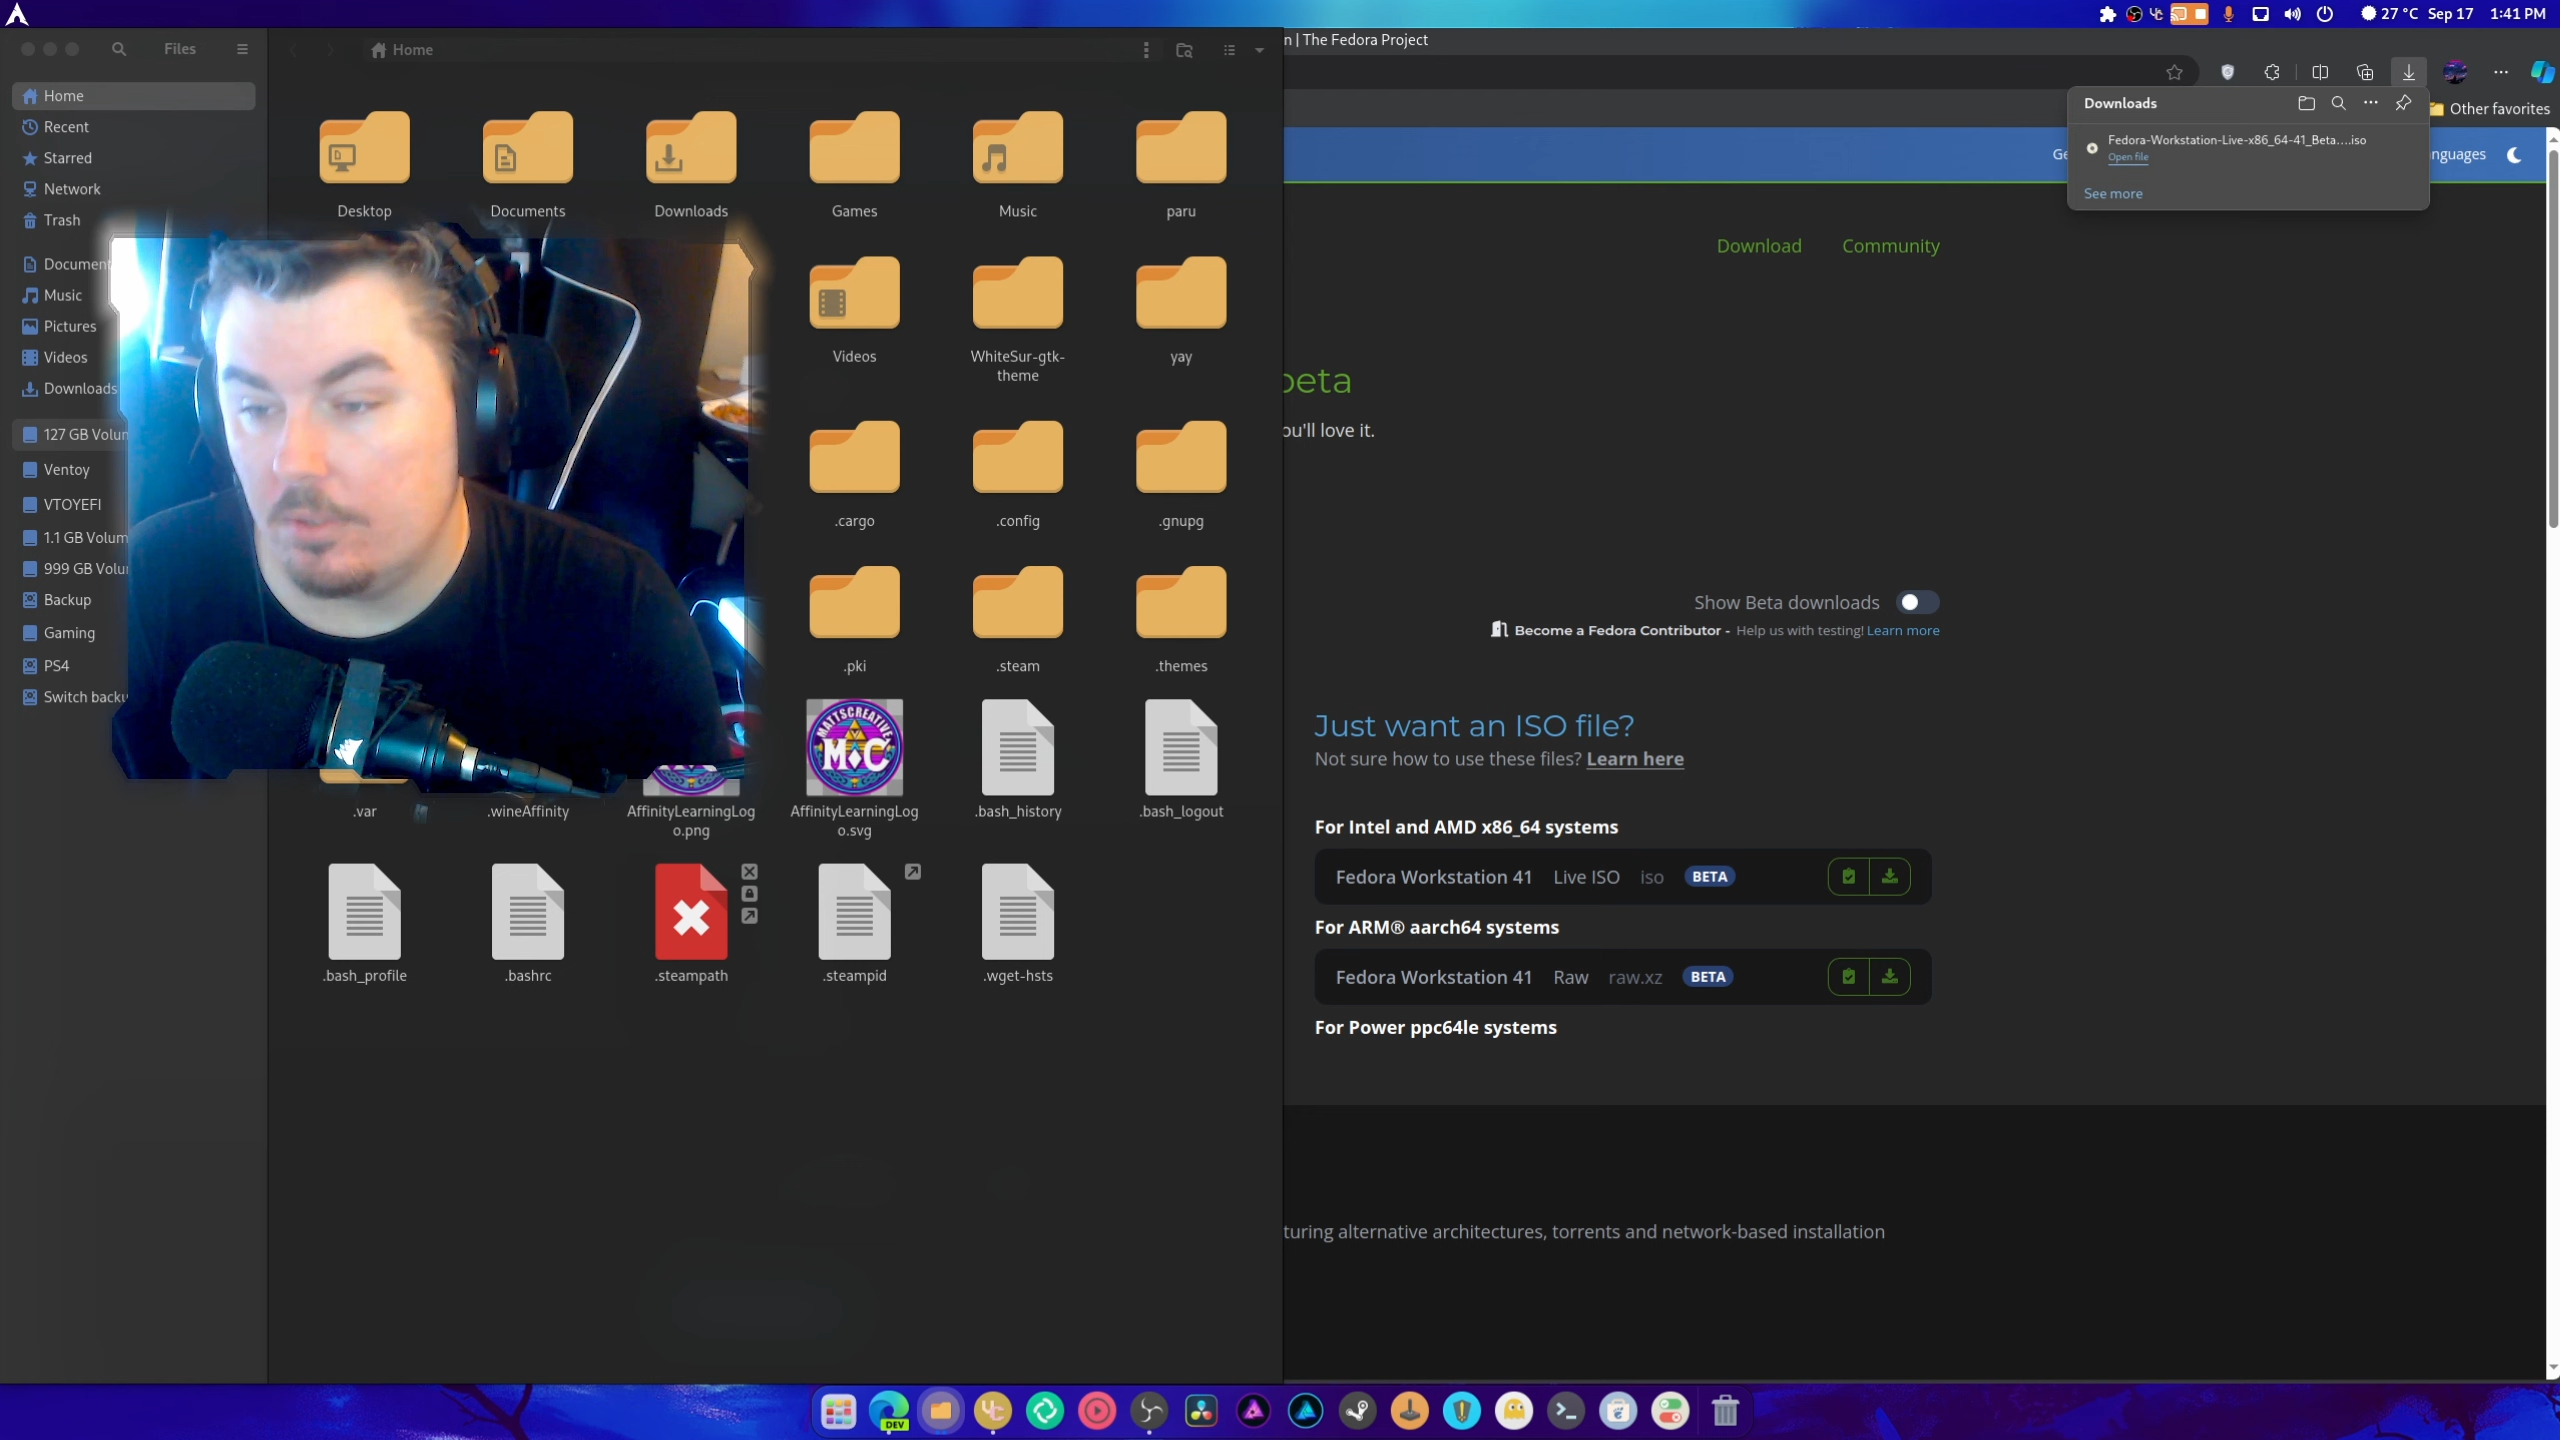 27 °C Sep 17 1:41 PM
Files
Home
Home
Recent
Starred
Network
Trash
Documen
Music
Pictures
Videos
Downloads
127 GB Volun
Ventoy
VTOYEFI
1.1 GB Volum
999 GB Volu
Backup
Gaming
PS4
Switch backu
Desktop
Documents
Downloads
Games
Music
paru
Videos
WhiteSur-gtk-
theme
yay
.cargo
.config
.gnupg
.pki
.steam
.themes
MATTSCREATIVE
M C
.var
.wineAffinity
AffinityLearningLog
o.png
AffinityLearningLog
o.svg
.bash_history
.bash_logout
.bash_profile
.bashrc
.steampath
.steampid
.wget-hsts
n | The Fedora Project
Other favorites
Downloads
Fedora-Workstation-Live-x86_64-41_Beta....iso
Open file
See more
Ge
nguages
Download Community
beta
ou'll love it.
Show Beta downloads
Become a Fedora Contributor - Help us with testing! Learn more
Just want an ISO file?
Not sure how to use these files? Learn here
For Intel and AMD x86_64 systems
Fedora Workstation 41 Live ISO iso BETA
For ARM® aarch64 systems
Fedora Workstation 41 Raw raw.xz BETA
For Power ppc64le systems
turing alternative architectures, torrents and network-based installation
DEV